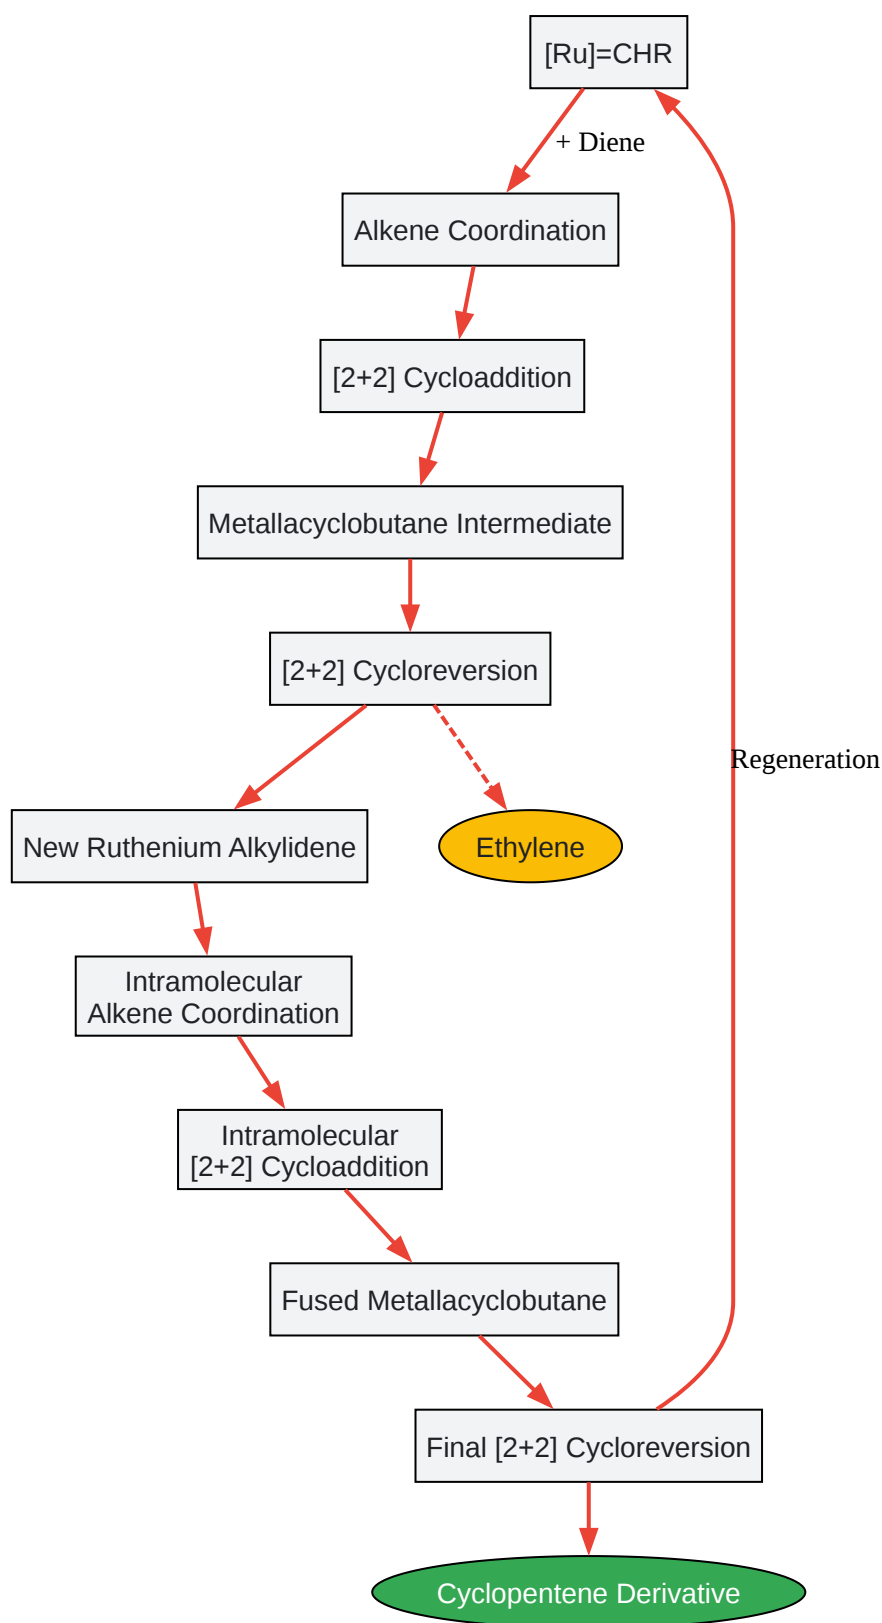 [Ru]=CHR
+ Diene
Alkene Coordination
[2+2] Cycloaddition
Metallacyclobutane Intermediate
[2+2] Cycloreversion
Regeneration
New Ruthenium Alkylidene
Ethylene
Intramolecular
Alkene Coordination
Intramolecular
[2+2] Cycloaddition
Fused Metallacyclobutane
Final [2+2] Cycloreversion
Cyclopentene Derivative